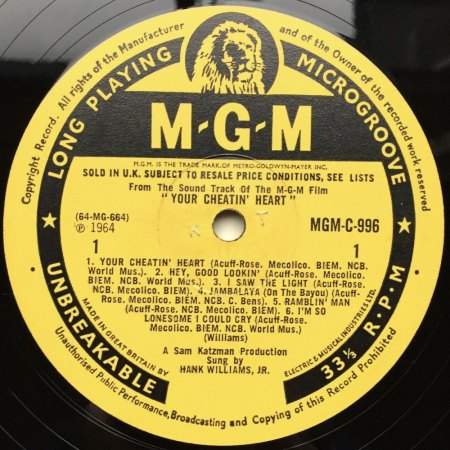 Copyright Record. All rights of the Manufacturer
and of the Owner of the recorded work reserved
LONG PLAYING
MICROGROOVE
M-G-M
M.G.M. IS THE TRADE MARK, OF METRO-GOLDWYN-MAYER INC.
SOLD IN U.K. SUBJECT TO RESALE PRICE CONDITIONS, SEE LISTS
From The Sound Track Of The M-G-M Film
"YOUR CHEATIN' HEART"
(64-MG-664)
℗ 1964
K T
MGM-C-996
1
1
1. YOUR CHEATIN' HEART (Acuff-Rose. Mecolico. BIEM. NCB.
World Mus.). 2. HEY, GOOD LOOKIN' (Acuff-Rose. Mecolico. BIEM.
NCB. World Mus.). 3. I SAW THE LIGHT (Acuff-Rose. Mecolico. BIEM.
NCB. World Mus.). 4. JAMBALAYA (On The Bayou) (Acuff-Rose.
Mecolico. BIEM. NCB. C. Bens). 5. RAMBLIN' MAN
(Acuff-Rose. Mecolico. BIEM. NCB). 6. I'M SO
LONESOME I COULD CRY (Acuff-Rose.
Mecolico. BIEM. NCB. World Mus.)
(Williams)
A Sam Katzman Production
Sung by
HANK WILLIAMS, JR.
UNBREAKABLE
33⅓ R.P.M
MADE IN GREAT BRITAIN BY
ELECTRIC & MUSICAL INDUSTRIES LTD.
Unauthorised Public Performance, Broadcasting and Copying of this Record Prohibited